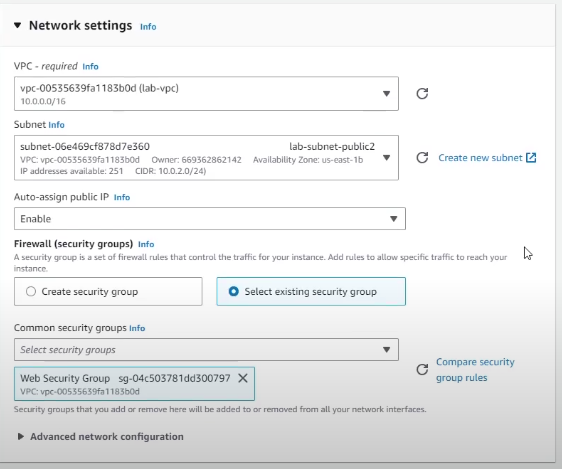 Network settings Info
VPC - required Info
vpc-00535639fa1183b0d (lab-vpc)
10.0.0.0/16
Subnet Info
subnet-06e469cf878d7e360 lab-subnet-public2
VPC: vpc-00535639fa1183b0d Owner: 669362862142 Availability Zone: us-east-1b
IP addresses available: 251 CIDR: 10.0.2.0/24)
Create new subnet
Auto-assign public IP Info
Enable
Firewall (security groups) Info
A security group is a set of firewall rules that control the traffic for your instance. Add rules to allow specific traffic to reach your
instance.
Create security group
Select existing security group
Common security groups Info
Select security groups
Web Security Group sg-04c503781dd300797 X
VPC: vpc-00535639fa1183b0d
Compare security
group rules
Security groups that you add or remove here will be added to or removed from all your network interfaces.
Advanced network configuration